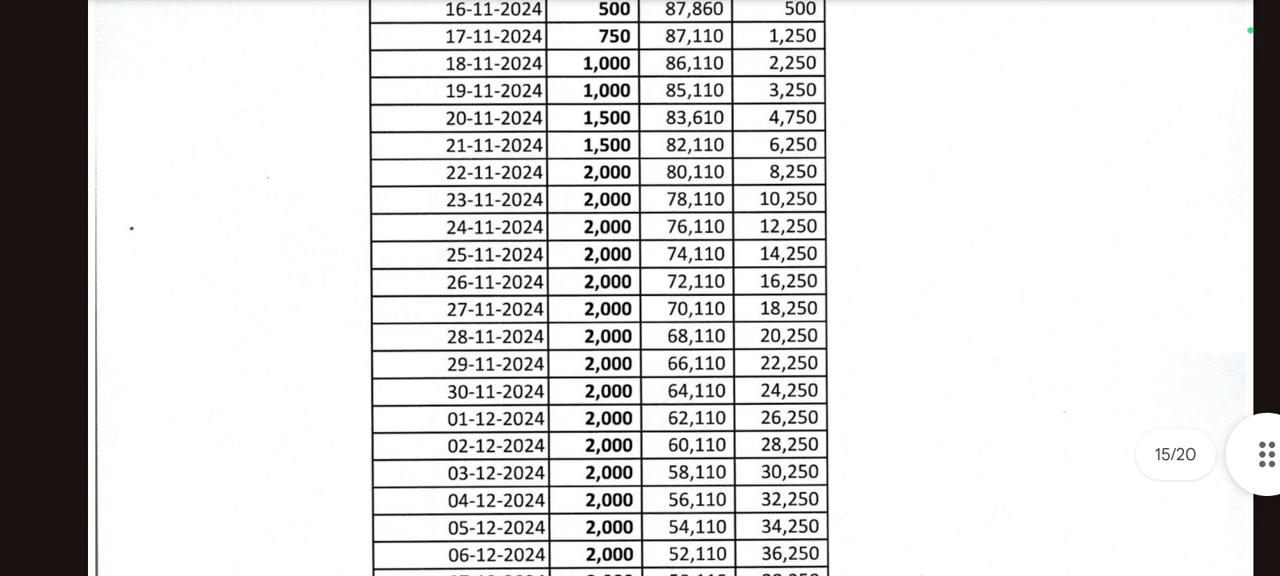 16-11-2024 500 87,860 500
17-11-2024 750 87,110 1,250
18-11-2024 1,000 86,110 2,250
19-11-2024 1,000 85,110 3,250
20-11-2024 1,500 83,610 4,750
21-11-2024 1,500 82,110 6,250
22-11-2024 2,000 80,110 8,250
23-11-2024 2,000 78,110 10,250
24-11-2024 2,000 76,110 12,250
25-11-2024 2,000 74,110 14,250
26-11-2024 2,000 72,110 16,250
27-11-2024 2,000 70,110 18,250
28-11-2024 2,000 68,110 20,250
29-11-2024 2,000 66,110 22,250
30-11-2024 2,000 64,110 24,250
01-12-2024 2,000 62,110 26,250
02-12-2024 2,000 60,110 28,250
03-12-2024 2,000 58,110 30,250
04-12-2024 2,000 56,110 32,250
05-12-2024 2,000 54,110 34,250
06-12-2024 2,000 52,110 36,250
15/20